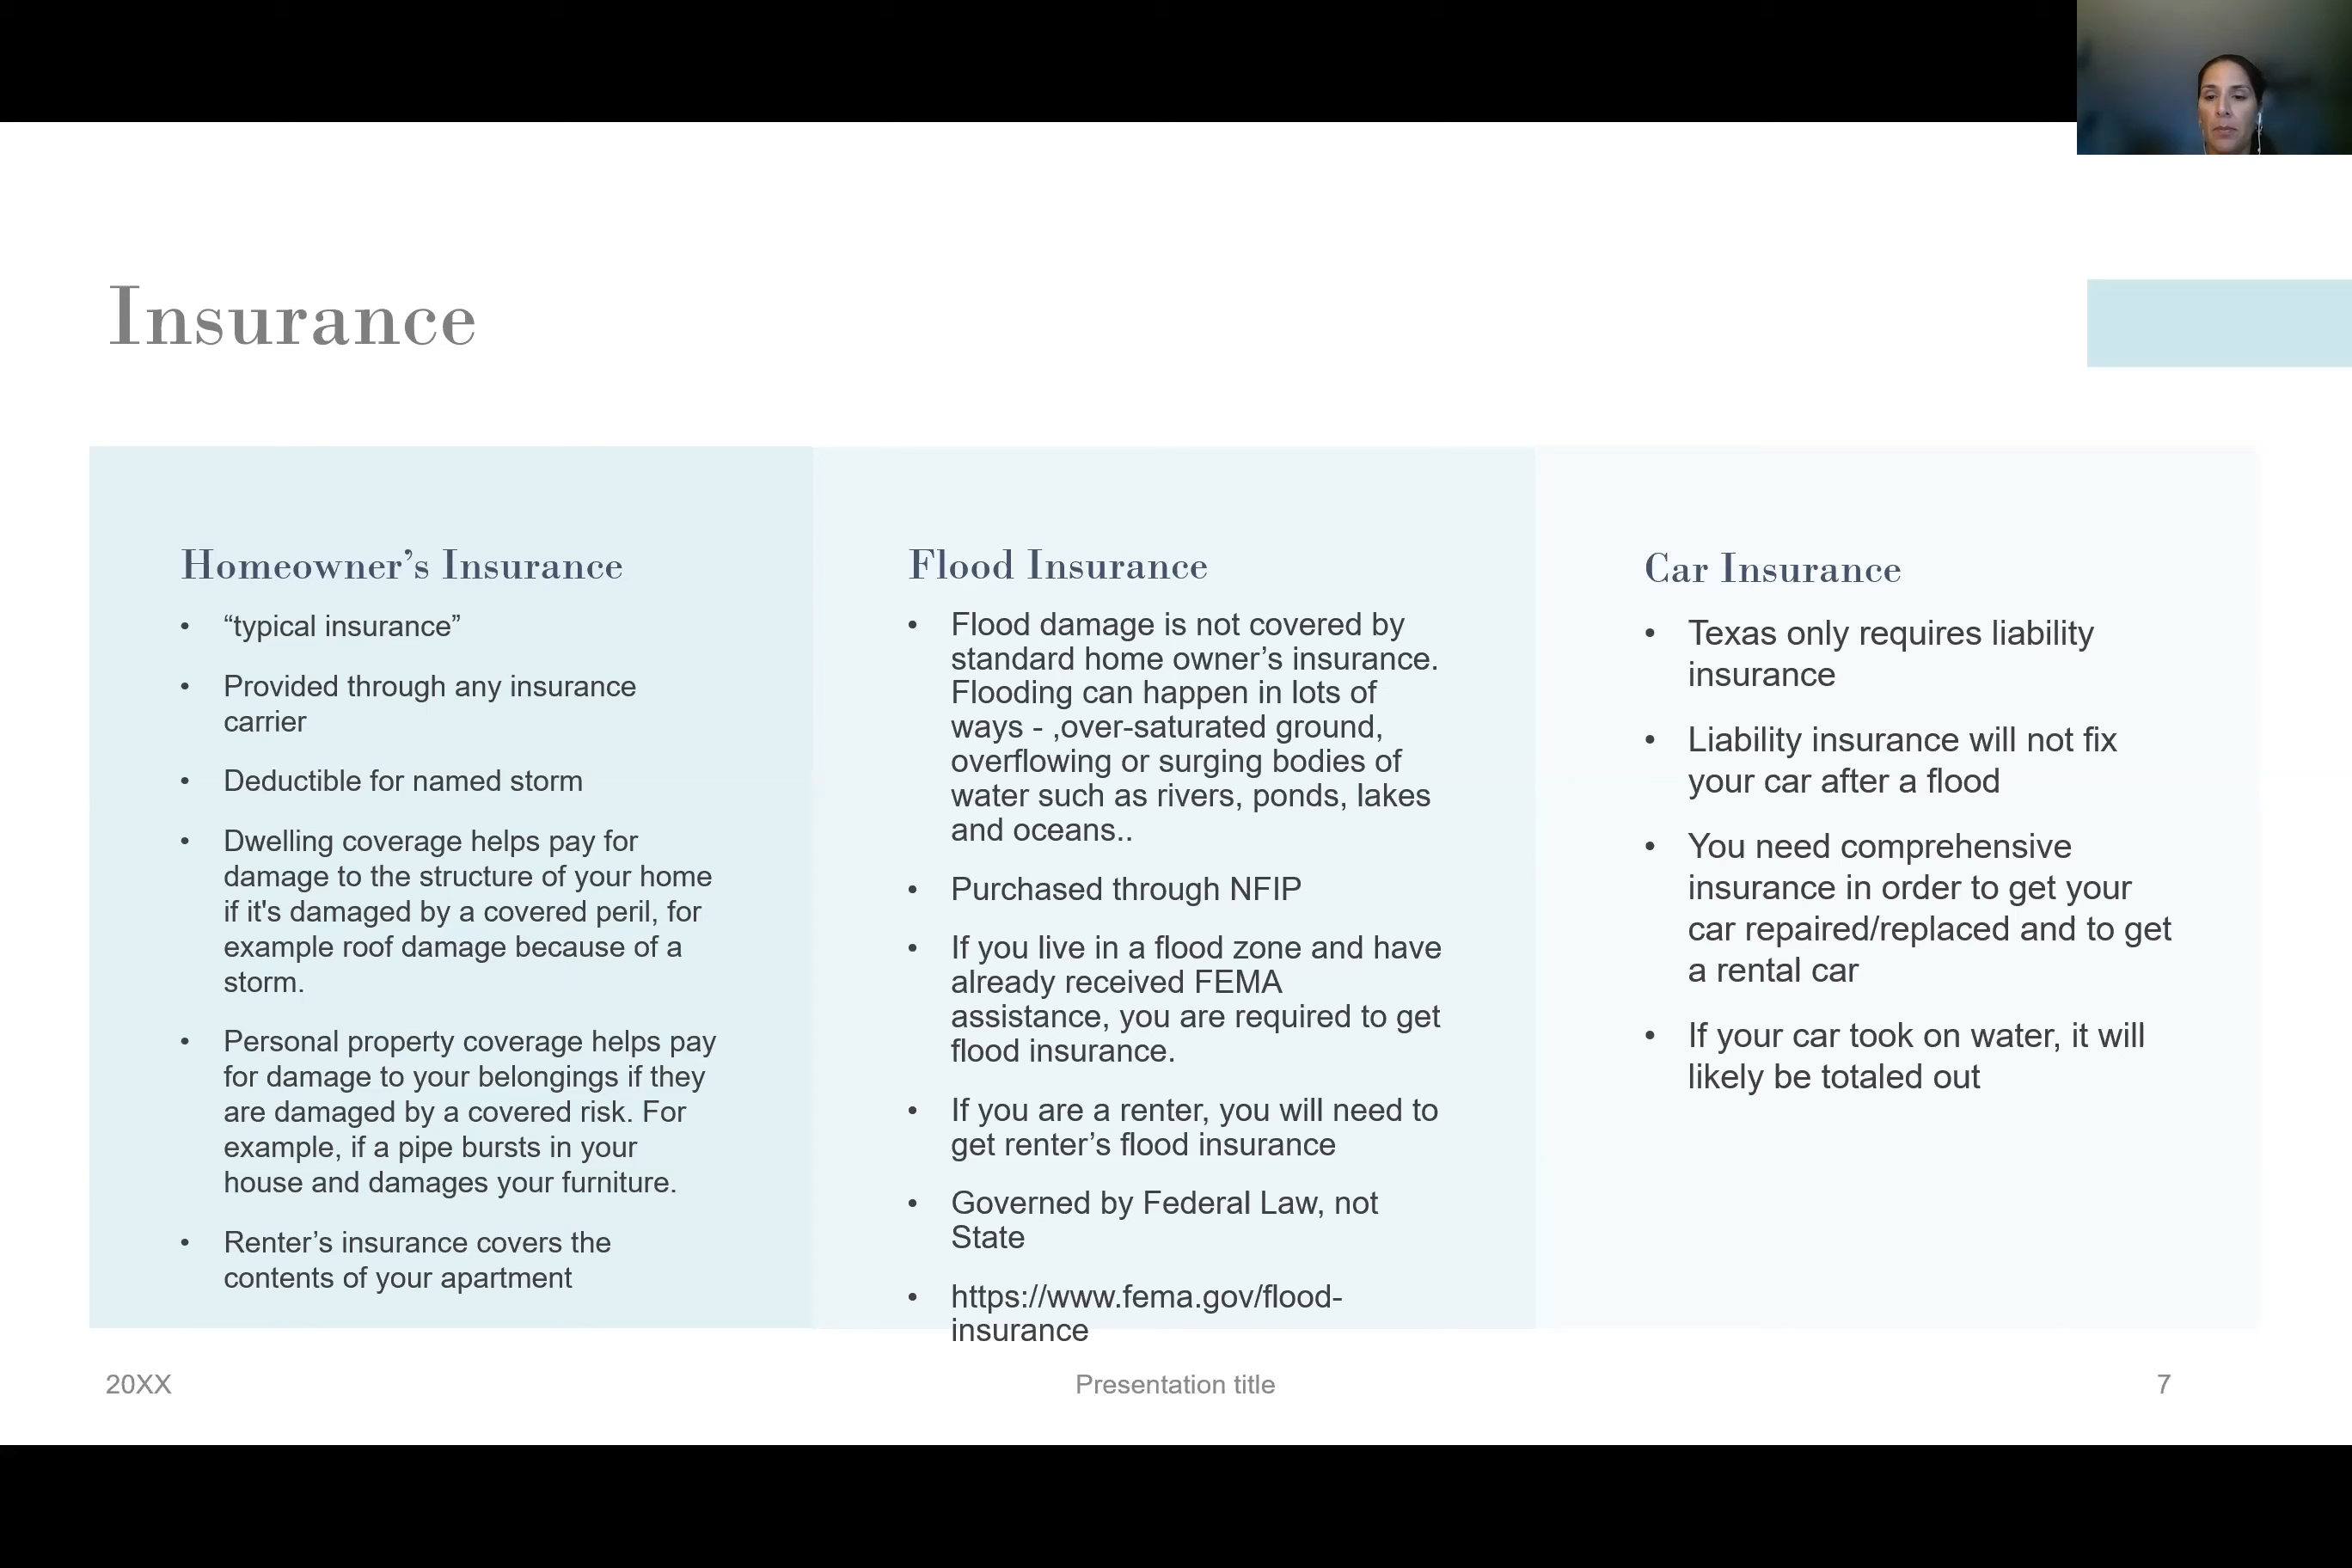 Insurance
Homeowner’s Insurance
• “typical insurance”
• Provided through any insurance
carrier
• Deductible for named storm
• Dwelling coverage helps pay for
damage to the structure of your home
if it's damaged by a covered peril, for
example roof damage because of a
storm.
• Personal property coverage helps pay
for damage to your belongings if they
are damaged by a covered risk. For
example, if a pipe bursts in your
house and damages your furniture.
• Renter’s insurance covers the
contents of your apartment
Flood Insurance
• Flood damage is not covered by
standard home owner’s insurance.
Flooding can happen in lots of
ways - ,over-saturated ground,
overflowing or surging bodies of
water such as rivers, ponds, lakes
and oceans..
• Purchased through NFIP
• If you live in a flood zone and have
already received FEMA
assistance, you are required to get
flood insurance.
• If you are a renter, you will need to
get renter’s flood insurance
• Governed by Federal Law, not
State
• https://www.fema.gov/flood-
insurance
Car Insurance
• Texas only requires liability
insurance
• Liability insurance will not fix
your car after a flood
• You need comprehensive
insurance in order to get your
car repaired/replaced and to get
a rental car
• If your car took on water, it will
likely be totaled out
20XX
Presentation title
7